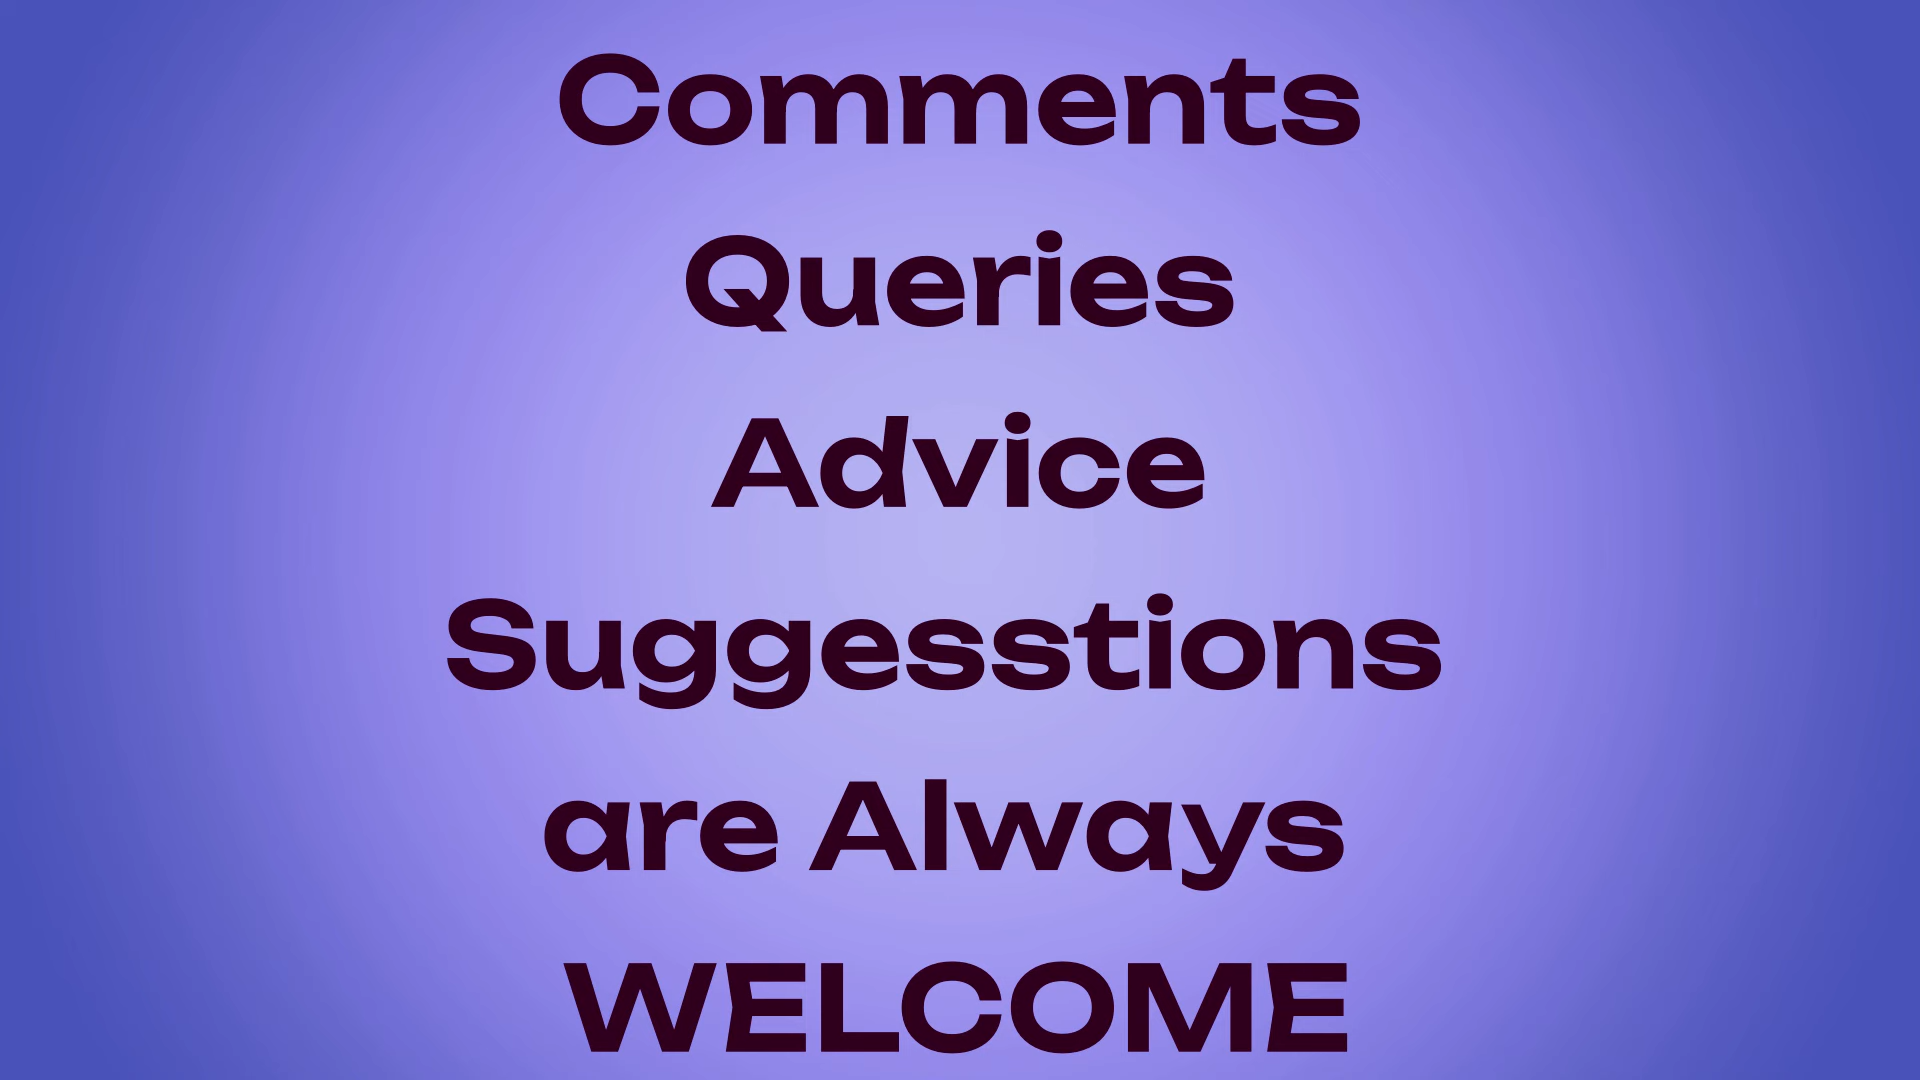 Comments
Queries
Advice
Suggesstions
are Always
WELCOME